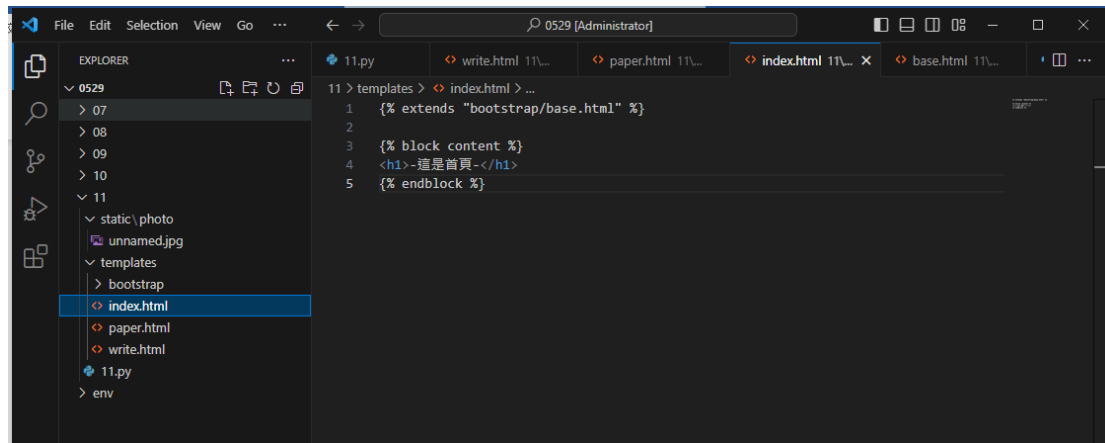 File Edit Selection View Go ··· 0529 [Administrator]
EXPLORER ···
0529
07
08
09
10
11
static\photo
unnamed.jpg
templates
bootstrap
index.html
paper.html
write.html
11.py
env
11.py write.html 11\... paper.html 11\... index.html 11\... base.html 11\... ···
11 > templates > index.html > ...
1 {% extends "bootstrap/base.html" %}
2
3 {% block content %}
4 <h1>-這是首頁-</h1>
5 {% endblock %}